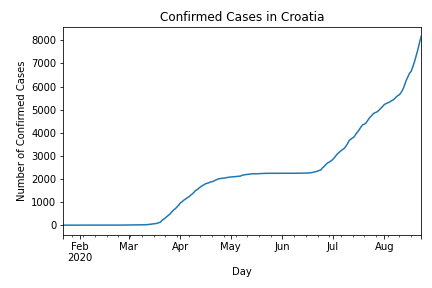 Confirmed Cases in Croatia
Number of Confirmed Cases
8000
7000
6000
5000
4000
3000
2000
1000
0
Feb Mar Apr May Jun Jul Aug
2020
Day